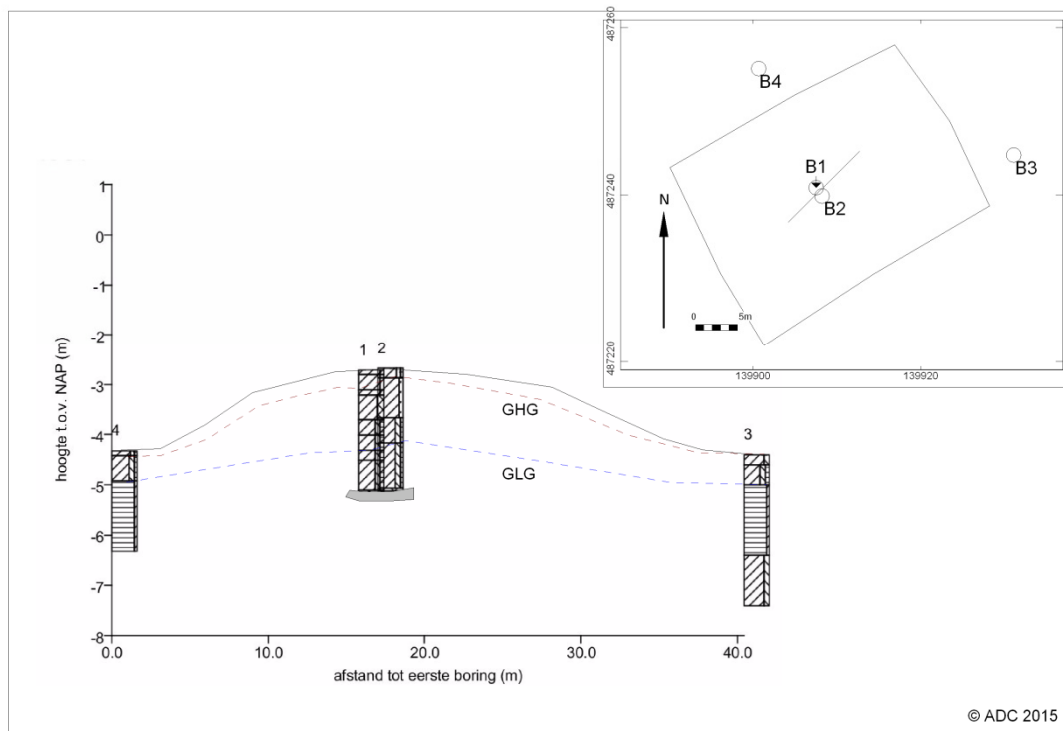 487260
487240
487220
139900
139920
B4
B3
B1
B2
N
0 5m
hoogte t.o.v. NAP (m)
1
0
-1
-2
-3
-4
-5
-6
-7
-8
4
1 2
3
GHG
GLG
0.0 10.0 20.0 30.0 40.0
afstand tot eerste boring (m)
© ADC 2015